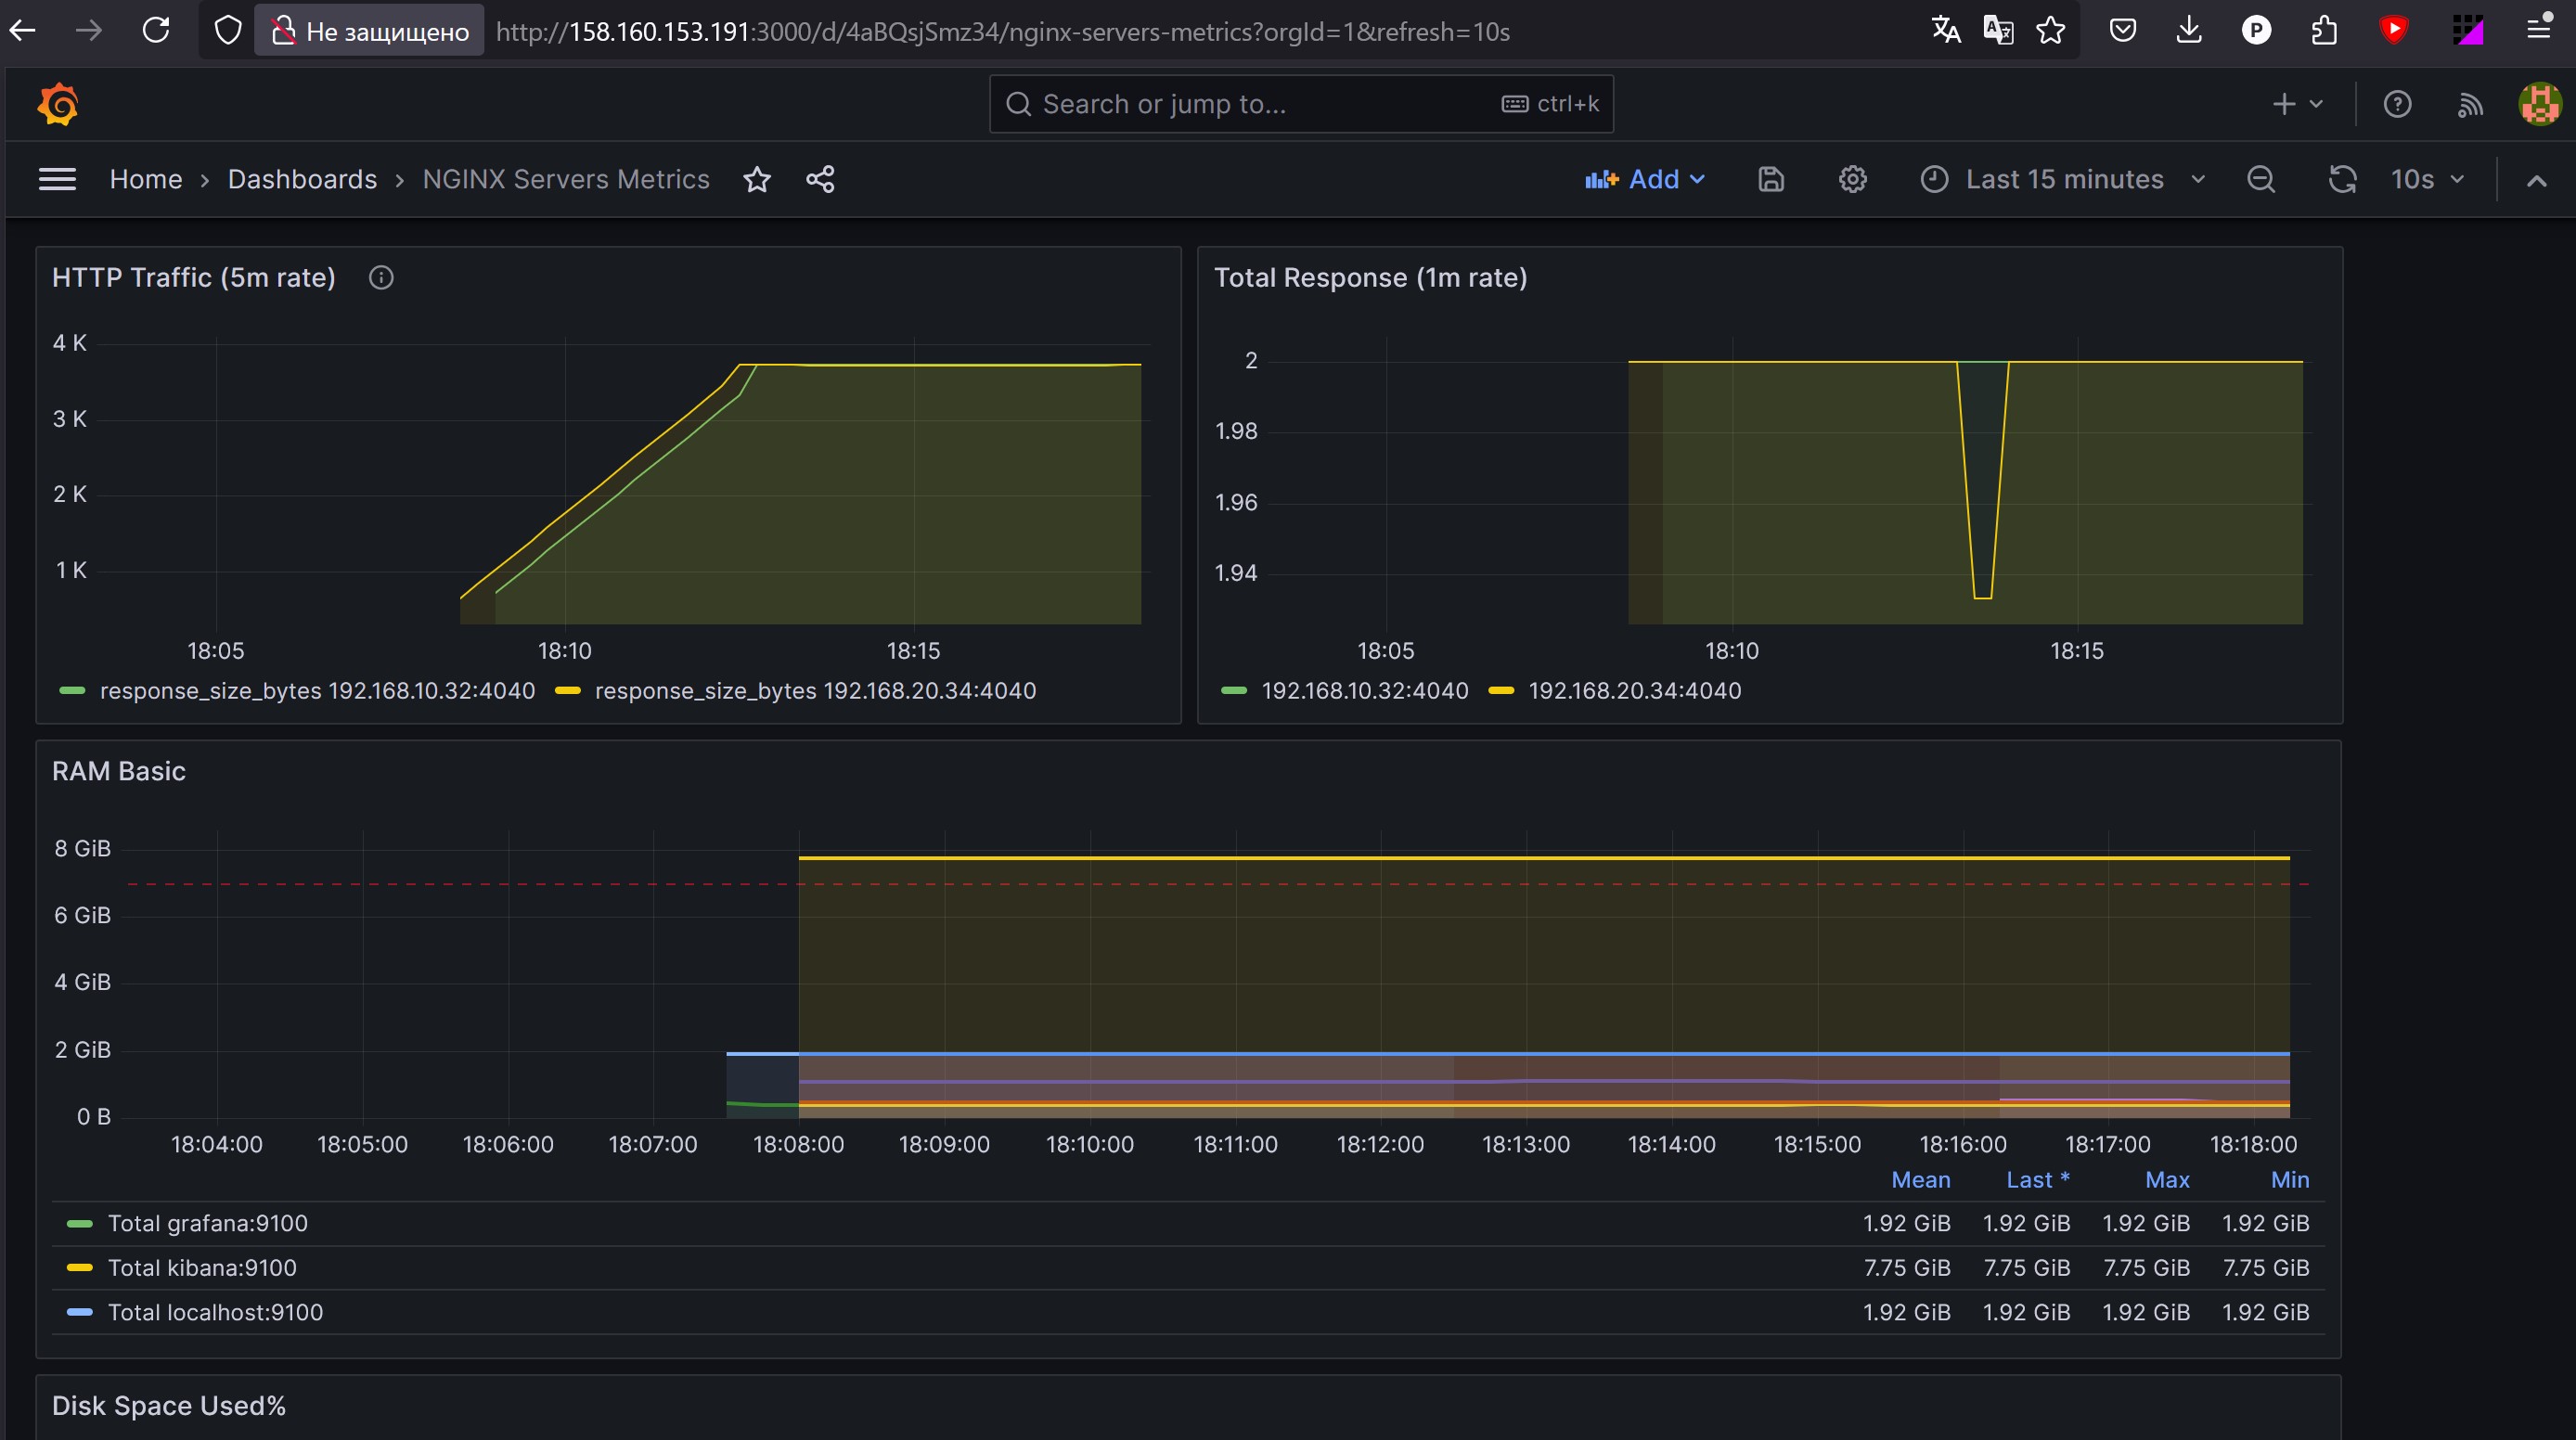 Не защищено http://158.160.153.191:3000/d/4aBQsjSmz34/nginx-servers-metrics?orgId=1&refresh=10s
Search or jump to... ctrl+k
Home › Dashboards › NGINX Servers Metrics Add Last 15 minutes 10s
HTTP Traffic (5m rate)
4 K
3 K
2 K
1 K
18:05 18:10 18:15
response_size_bytes 192.168.10.32:4040 response_size_bytes 192.168.20.34:4040
Total Response (1m rate)
2
1.98
1.96
1.94
18:05 18:10 18:15
192.168.10.32:4040 192.168.20.34:4040
RAM Basic
8 GiB
6 GiB
4 GiB
2 GiB
0 B
18:04:00 18:05:00 18:06:00 18:07:00 18:08:00 18:09:00 18:10:00 18:11:00 18:12:00 18:13:00 18:14:00 18:15:00 18:16:00 18:17:00 18:18:00
Mean Last * Max Min
Total grafana:9100 1.92 GiB 1.92 GiB 1.92 GiB 1.92 GiB
Total kibana:9100 7.75 GiB 7.75 GiB 7.75 GiB 7.75 GiB
Total localhost:9100 1.92 GiB 1.92 GiB 1.92 GiB 1.92 GiB
Disk Space Used%